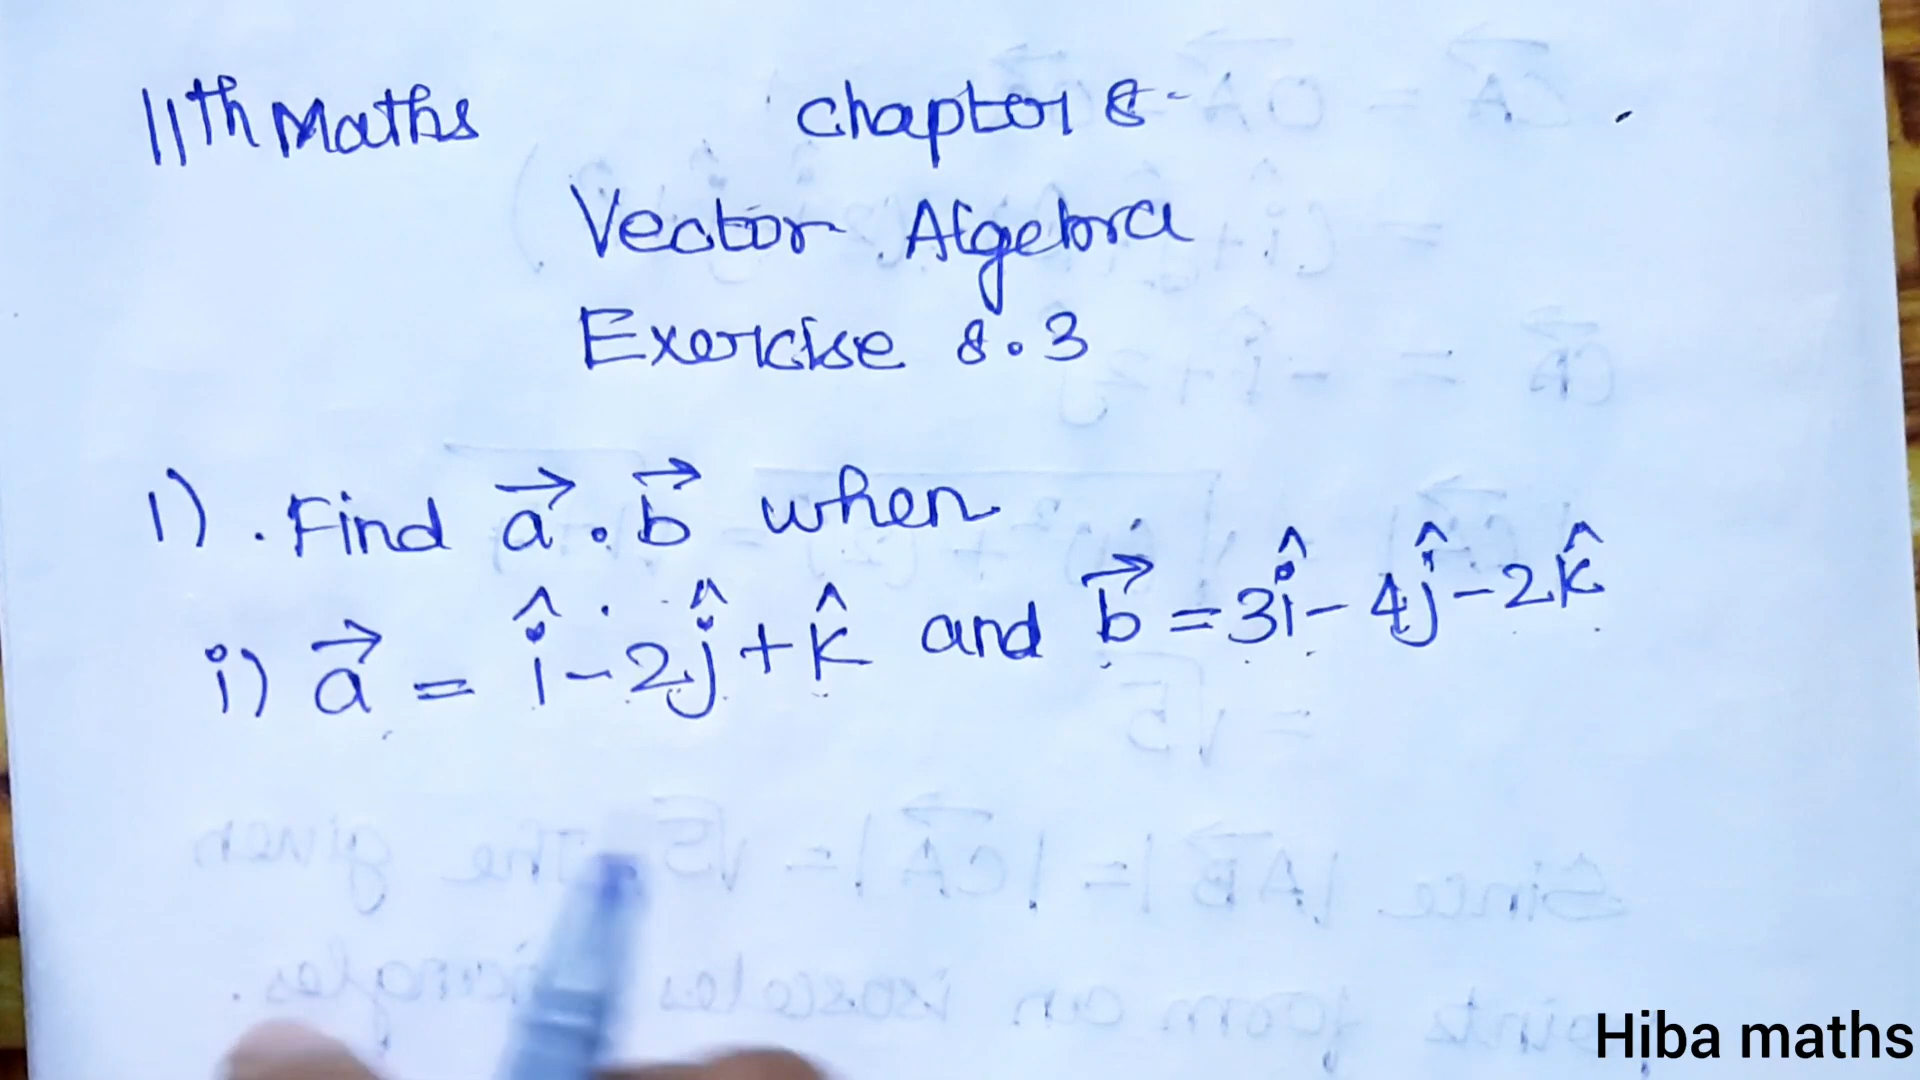 11th Maths chapter 8
Vector Algebra
Exercise 8.3
1). Find a⃗ . b⃗ when
i) a⃗ = î - 2ĵ + k̂ and b⃗ = 3î - 4ĵ - 2k̂
Hiba maths